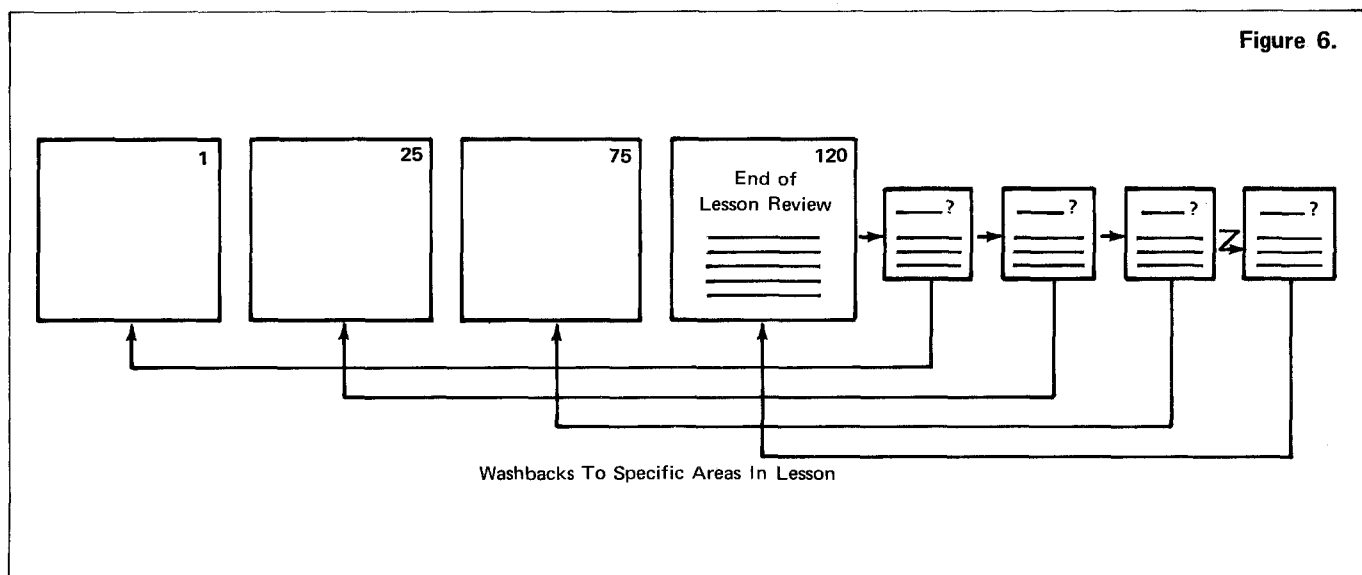 Figure 6.
1
25
75
120
End of
Lesson Review
?
?
?
?
Washbacks To Specific Areas In Lesson